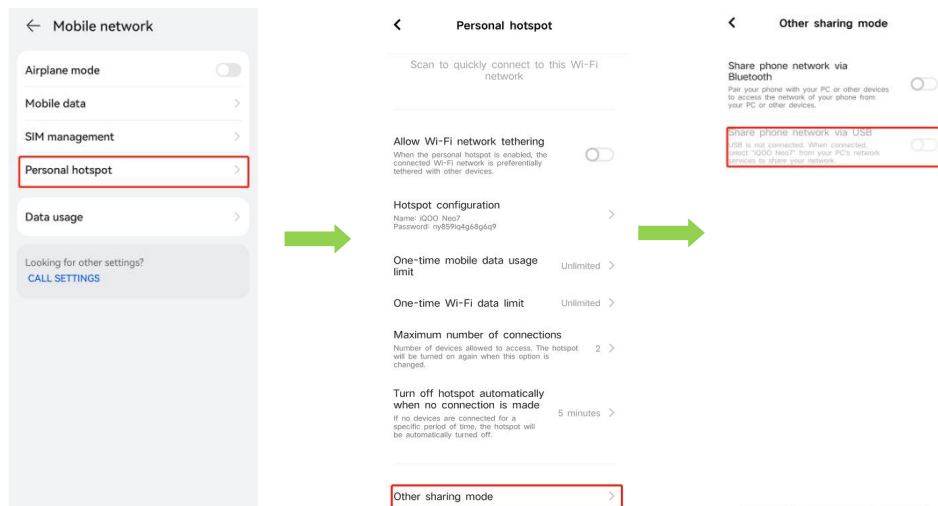 Mobile network
Airplane mode
Mobile data
SIM management
Personal hotspot
Data usage
Looking for other settings?
CALL SETTINGS
Personal hotspot
Scan to quickly connect to this Wi-Fi
network
Allow Wi-Fi network tethering
When the personal hotspot is enabled, the
connected Wi-Fi network is preferentially
tethered with other devices.
Hotspot configuration
Name: iQOO Neo7
Password: ny859iq4g68g6q9
One-time mobile data usage
limit
Unlimited
One-time Wi-Fi data limit
Unlimited
Maximum number of connections
Number of devices allowed to access. The hotspot
will be turned on again when this option is
changed.
2
Turn off hotspot automatically
when no connection is made
If no devices are connected for a
specific period of time, the hotspot will
be automatically turned off.
5 minutes
Other sharing mode
Other sharing mode
Share phone network via
Bluetooth
Pair your phone with your PC or other devices
to access the network of your phone from
your PC or other devices.
Share phone network via USB
USB is not connected. When connected,
select "iQOO Neo7" from your PC's network
services to share your network.